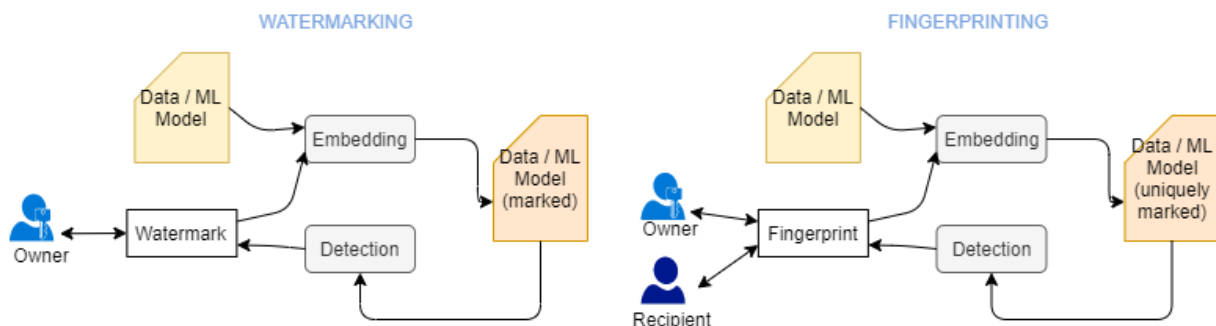 WATERMARKING
Data / ML
Model
Embedding
Data / ML
Model
(marked)
Owner
Watermark
Detection
FINGERPRINTING
Data / ML
Model
Embedding
Data / ML
Model
(uniquely
marked)
Owner
Fingerprint
Detection
Recipient